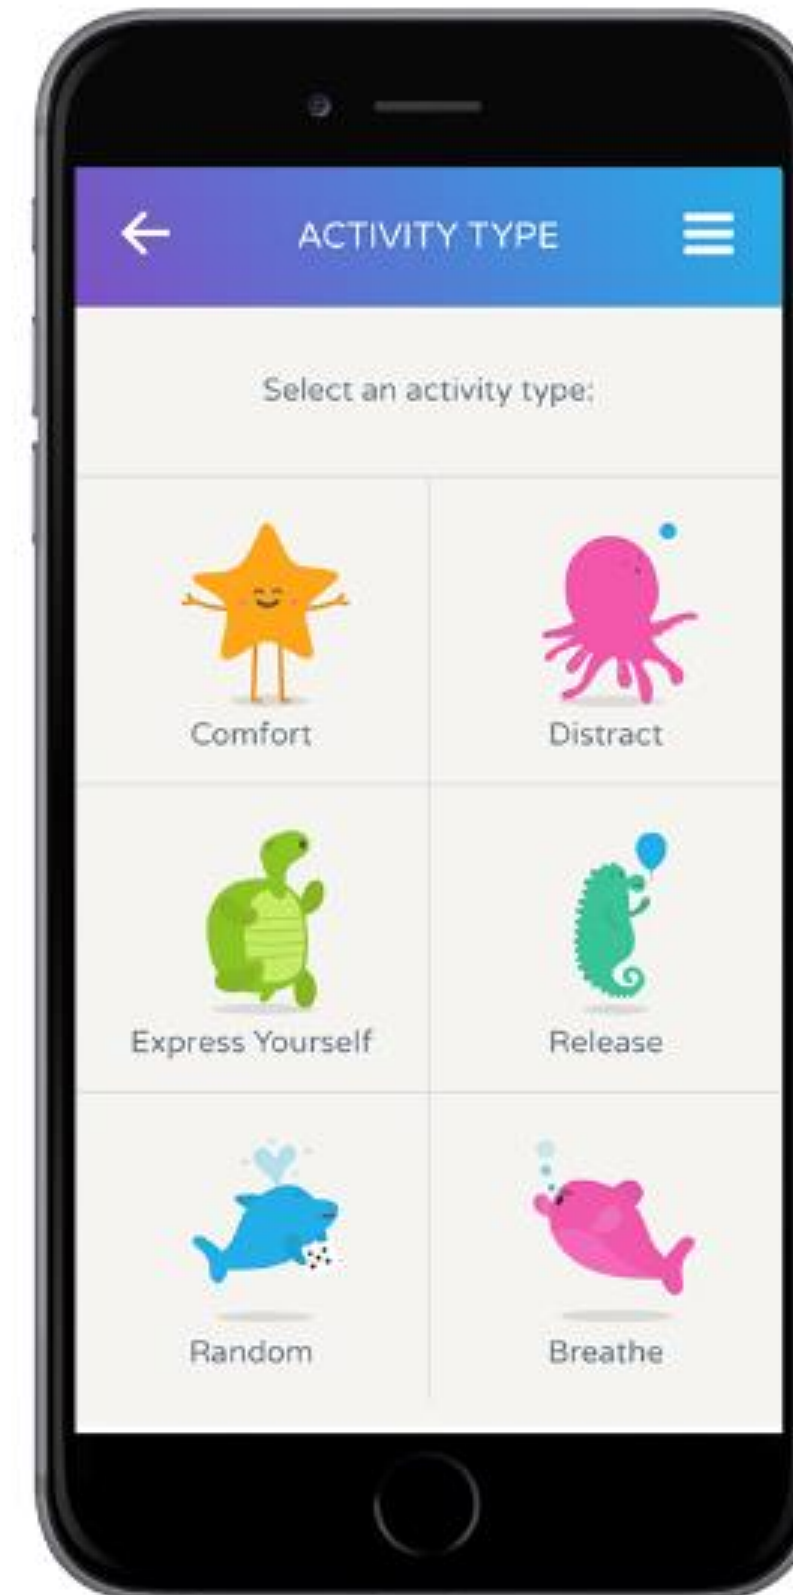 ACTIVITY TYPE
Select an activity type:
Comfort
Distract
Express Yourself
Release
Random
Breathe